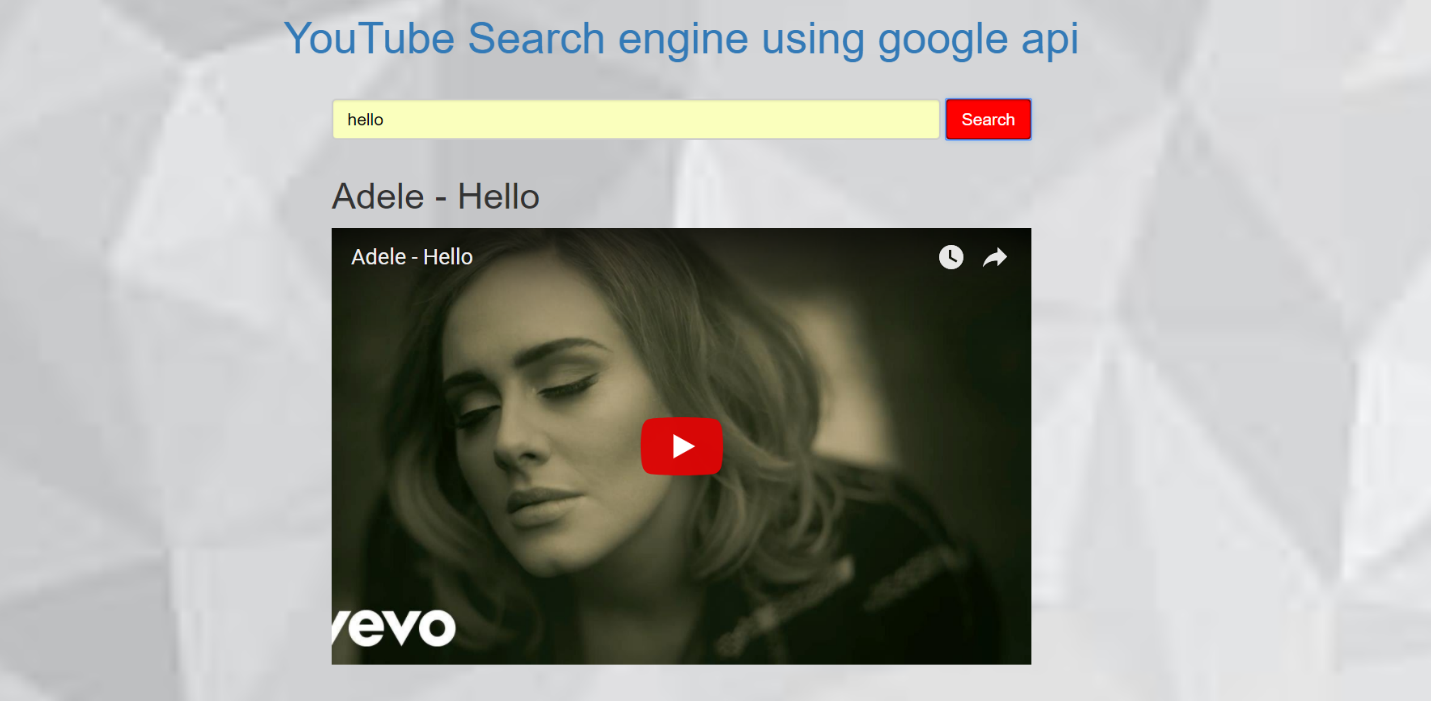 YouTube Search engine using google api
hello
Search
Adele - Hello
Adele - Hello
vevo